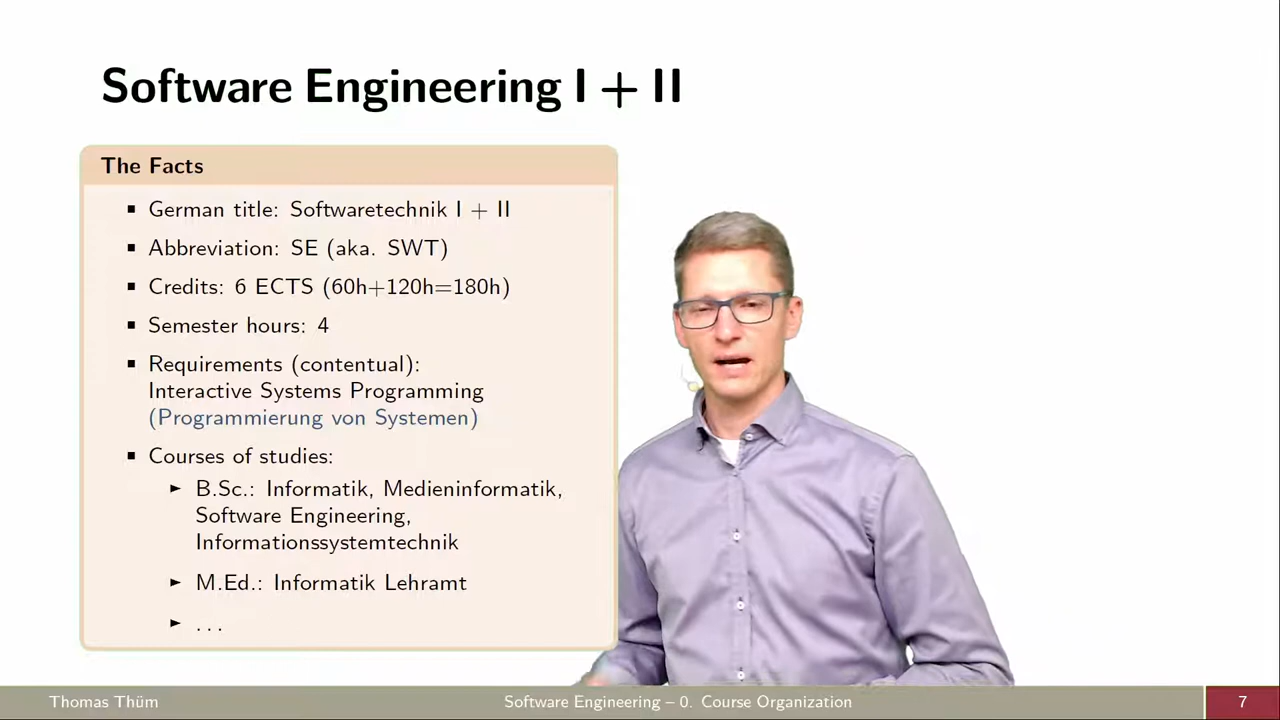 Software Engineering I + II
The Facts
▪ German title: Softwaretechnik I + II
▪ Abbreviation: SE (aka. SWT)
▪ Credits: 6 ECTS (60h+120h=180h)
▪ Semester hours: 4
▪ Requirements (contentual):
Interactive Systems Programming
(Programmierung von Systemen)
▪ Courses of studies:
► B.Sc.: Informatik, Medieninformatik,
Software Engineering,
Informationssystemtechnik
► M.Ed.: Informatik Lehramt
► . . .
Thomas Thüm
Software Engineering – 0. Course Organization
7